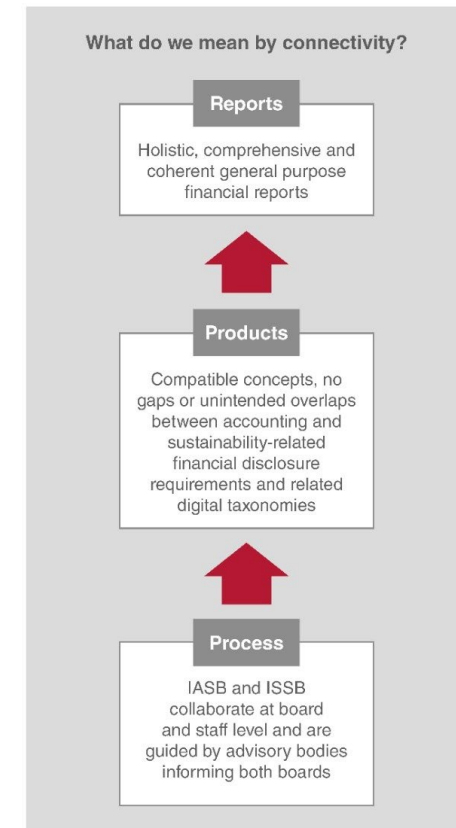 What do we mean by connectivity?
Reports
Holistic, comprehensive and
coherent general purpose
financial reports
Products
Compatible concepts, no
gaps or unintended overlaps
between accounting and
sustainability-related
financial disclosure
requirements and related
digital taxonomies
Process
IASB and ISSB
collaborate at board
and staff level and are
guided by advisory bodies
informing both boards